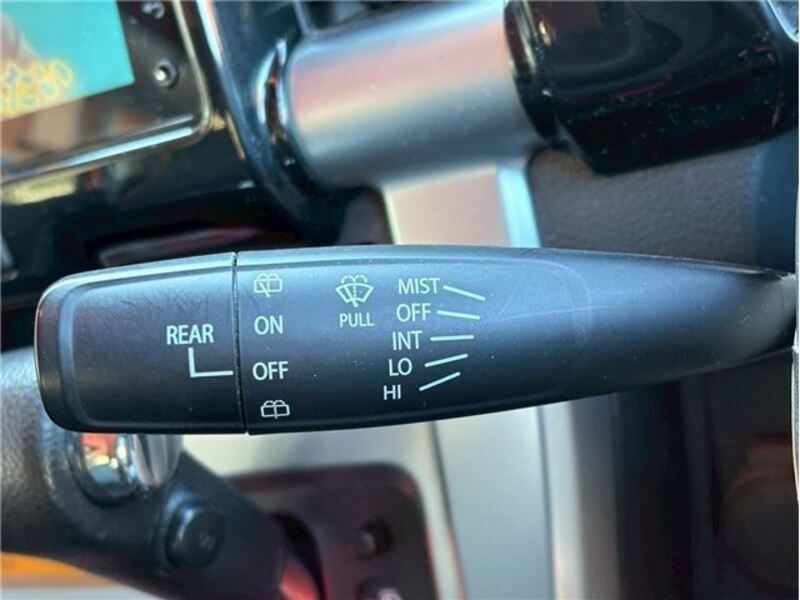 REAR
ON
OFF
PULL
MIST
OFF
INT
LO
HI